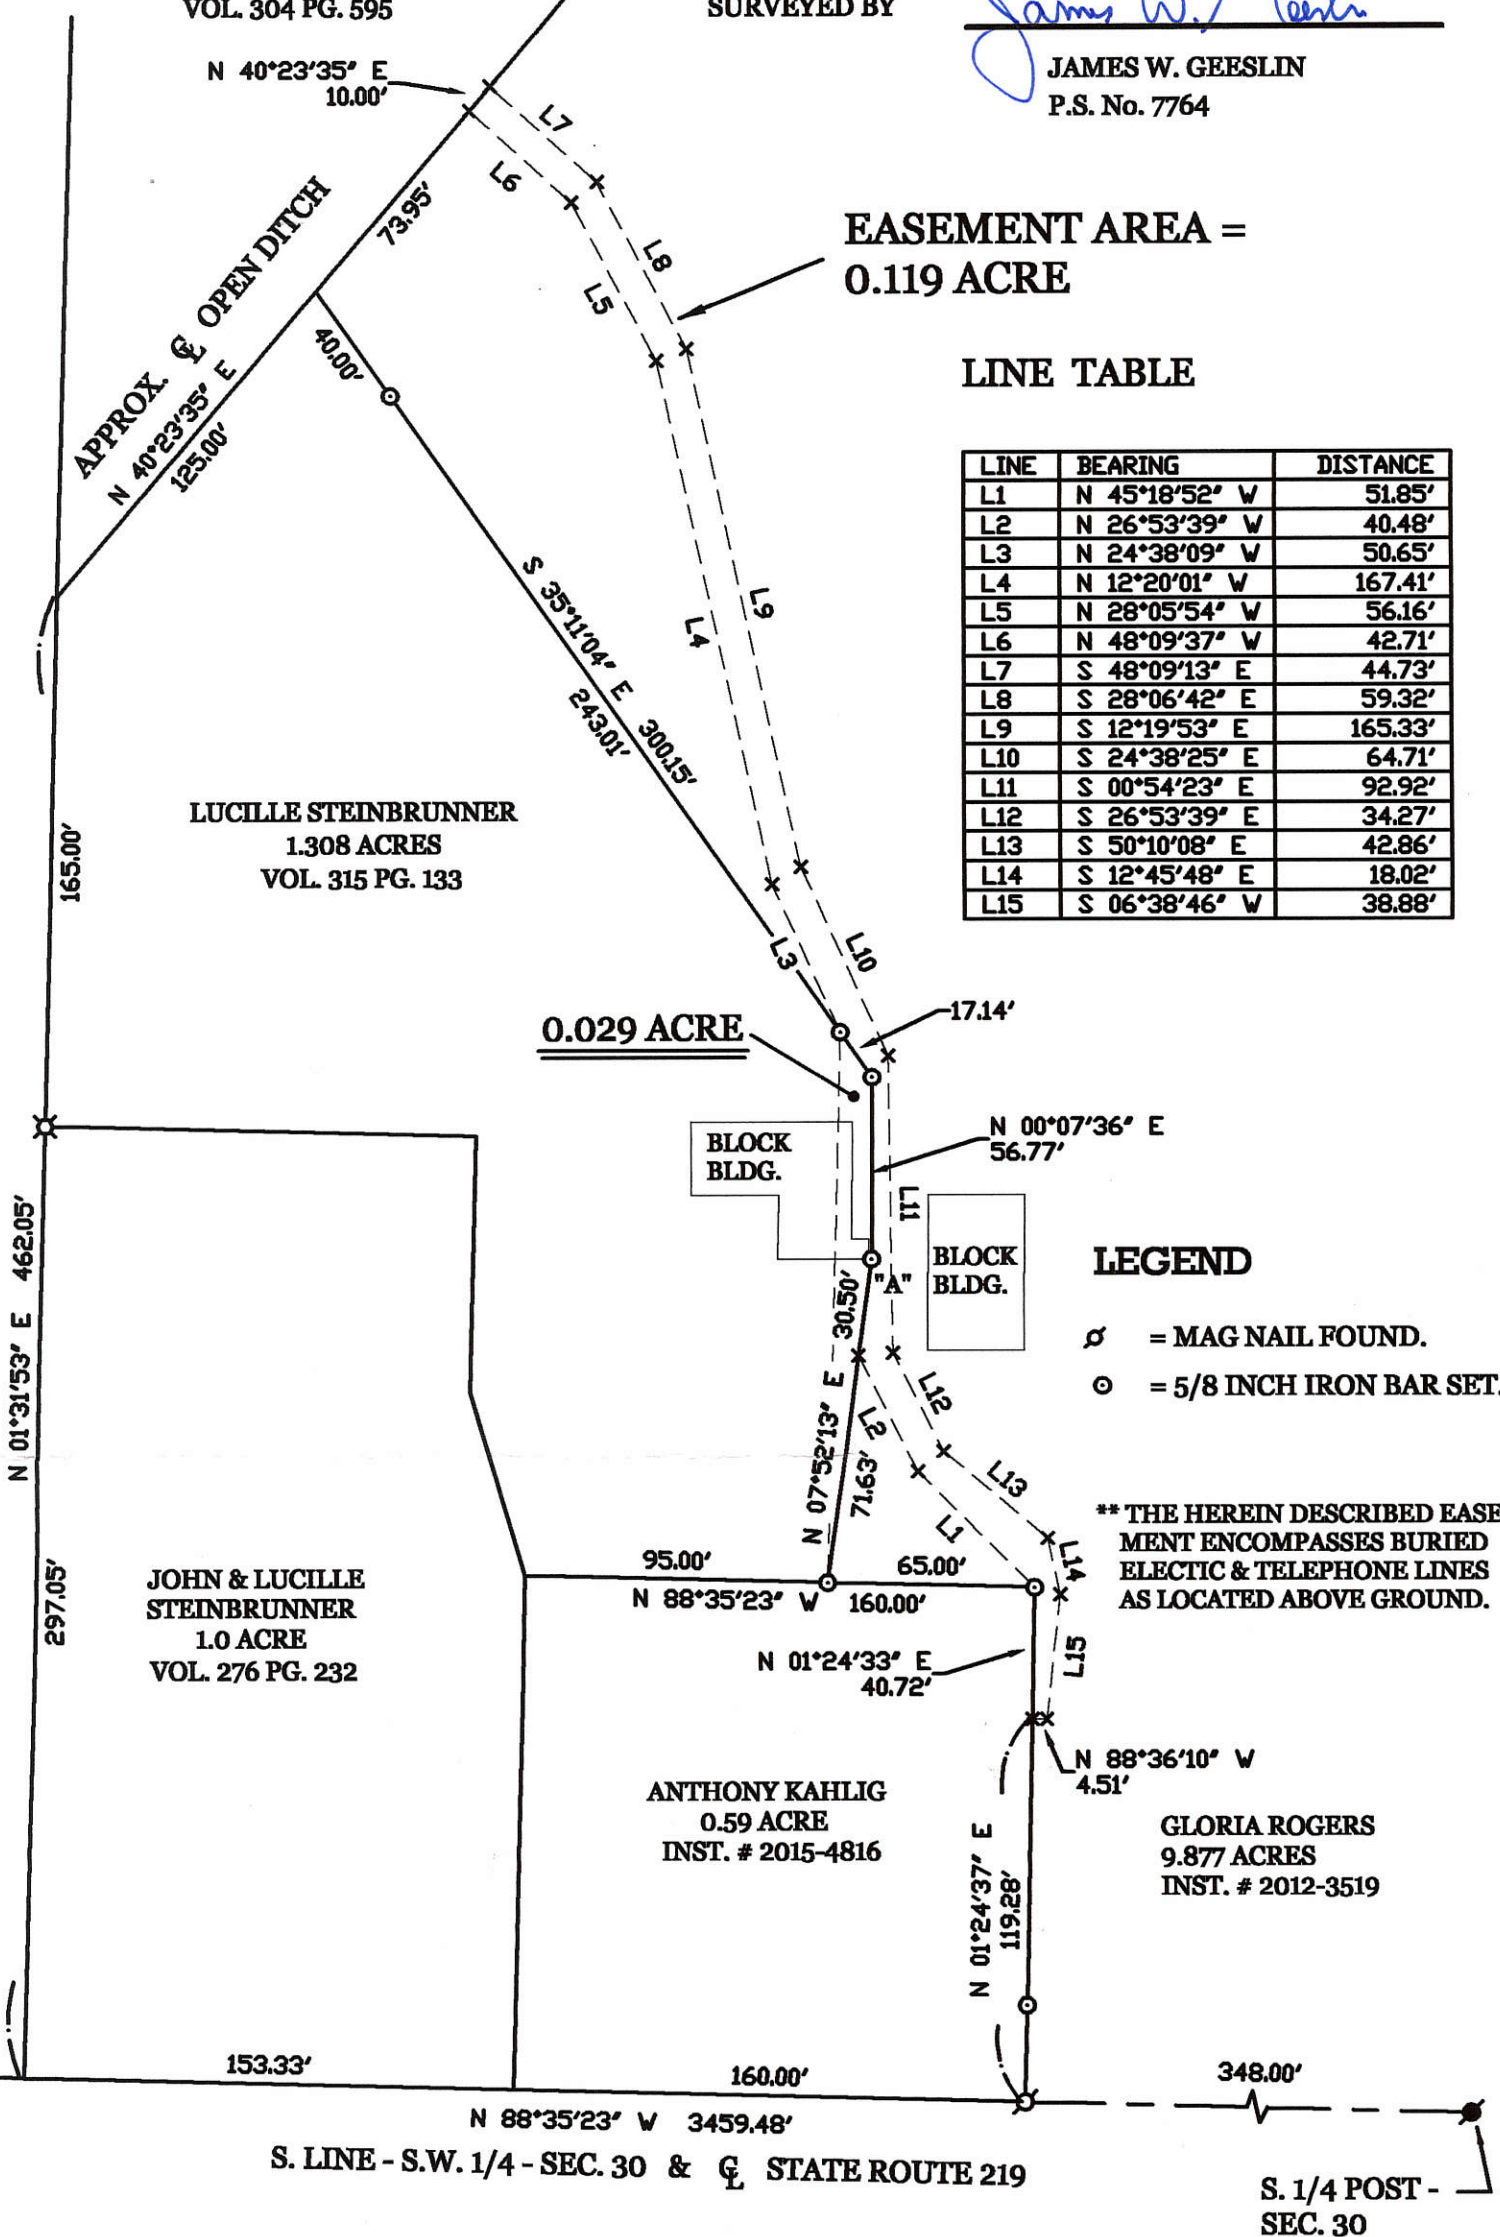 VOL. 304 PG. 595
SURVEYED BY
James W. Geeslin
JAMES W. GEESLIN
P.S. No. 7764
N 40°23'35" E
10.00'
L7
L6
73.95'
L8
L5
EASEMENT AREA =
0.119 ACRE
APPROX. ℄ OPEN DITCH
N 40°23'35" E
125.00'
40.00'
LINE TABLE
LINE BEARING DISTANCE
L1 N 45°18'52" W 51.85'
L2 N 26°53'39" W 40.48'
L3 N 24°38'09" W 50.65'
L4 N 12°20'01" W 167.41'
L5 N 28°05'54" W 56.16'
L6 N 48°09'37" W 42.71'
L7 S 48°09'13" E 44.73'
L8 S 28°06'42" E 59.32'
L9 S 12°19'53" E 165.33'
L10 S 24°38'25" E 64.71'
L11 S 00°54'23" E 92.92'
L12 S 26°53'39" E 34.27'
L13 S 50°10'08" E 42.86'
L14 S 12°45'48" E 18.02'
L15 S 06°38'46" W 38.88'
S 35°11'04" E 300.15'
243.01'
L9
L4
LUCILLE STEINBRUNNER
1.308 ACRES
VOL. 315 PG. 133
165.00'
L3
L10
17.14'
0.029 ACRE
BLOCK
BLDG.
N 00°07'36" E
56.77'
L11
BLOCK
BLDG.
"A"
LEGEND
= MAG NAIL FOUND.
= 5/8 INCH IRON BAR SET.
N 01°31'53" E 462.05'
N 07°52'13" E 30.50'
71.63'
L12
L2
L13
L1
L14
** THE HEREIN DESCRIBED EASE
MENT ENCOMPASSES BURIED
ELECTIC & TELEPHONE LINES
AS LOCATED ABOVE GROUND.
95.00'
65.00'
N 88°35'23" W 160.00'
297.05'
JOHN & LUCILLE
STEINBRUNNER
1.0 ACRE
VOL. 276 PG. 232
N 01°24'33" E
40.72'
L15
N 88°36'10" W
4.51'
ANTHONY KAHLIG
0.59 ACRE
INST. # 2015-4816
GLORIA ROGERS
9.877 ACRES
INST. # 2012-3519
N 01°24'37" E
119.28'
153.33'
160.00'
348.00'
N 88°35'23" W 3459.48'
S. LINE - S.W. 1/4 - SEC. 30 & ℄ STATE ROUTE 219
S. 1/4 POST -
SEC. 30